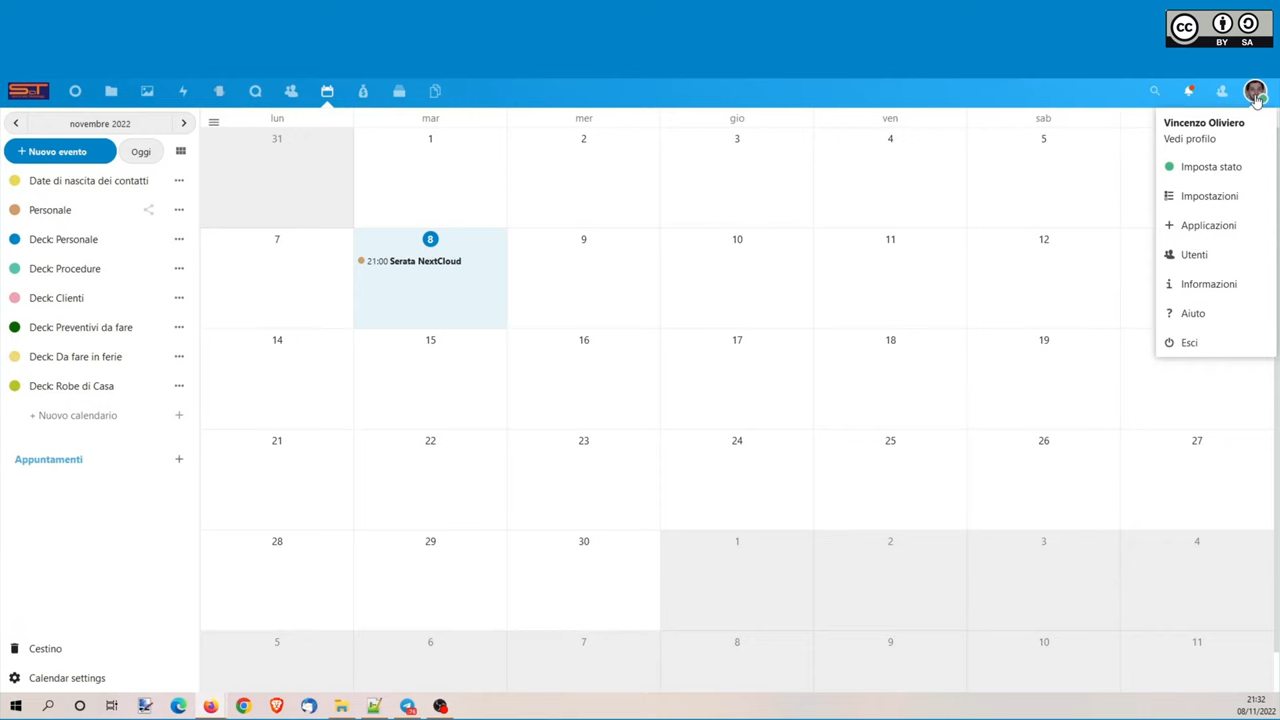 CC BY SA
S&T
novembre 2022
lun mar mer gio ven sab
+ Nuovo evento
Oggi
Date di nascita dei contatti
Personale
Deck: Personale
Deck: Procedure
Deck: Clienti
Deck: Preventivi da fare
Deck: Da fare in ferie
Deck: Robe di Casa
+ Nuovo calendario
Appuntamenti
Cestino
Calendar settings
31 1 2 3 4 5
7 8 9 10 11 12
21:00 Serata NextCloud
14 15 16 17 18 19
21 22 23 24 25 26 27
28 29 30 1 2 3 4
5 6 7 8 9 10 11
Vincenzo Oliviero
Vedi profilo
Imposta stato
Impostazioni
Applicazioni
Utenti
Informazioni
Aiuto
Esci
21:32
08/11/2022